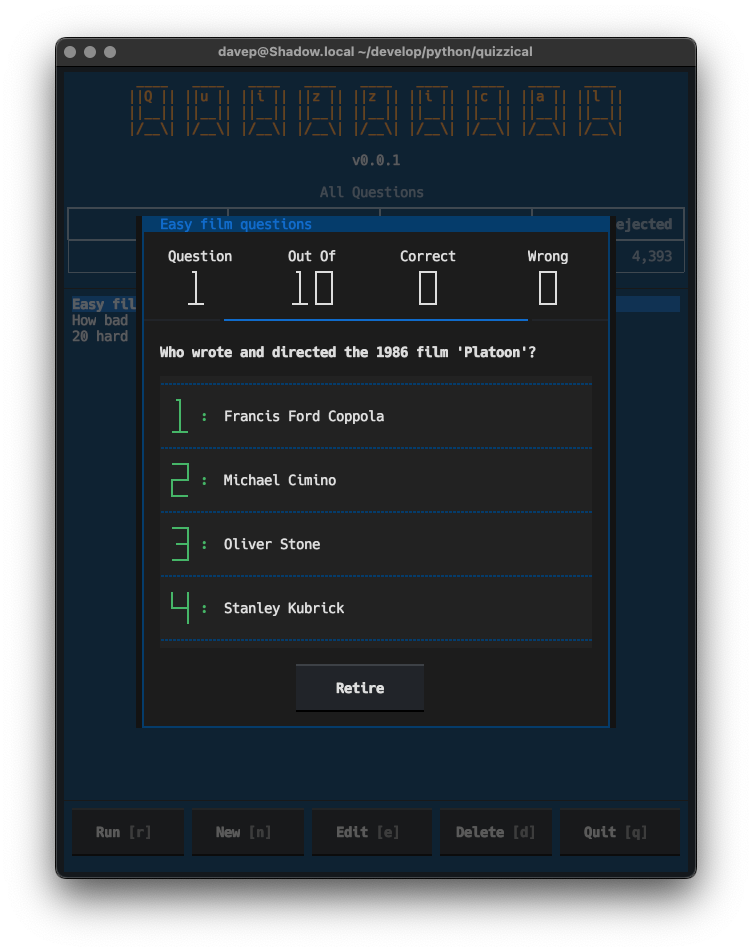 davep@Shadow.local ~/develop/python/quizzical
Quizzical
v0.0.1
All Questions
ejected
4,393
Easy film questions
Question Out Of Correct Wrong
1 10 0 0
Easy fil
How bad
20 hard
Who wrote and directed the 1986 film 'Platoon'?
1 : Francis Ford Coppola
2 : Michael Cimino
3 : Oliver Stone
4 : Stanley Kubrick
Retire
Run [r] New [n] Edit [e] Delete [d] Quit [q]